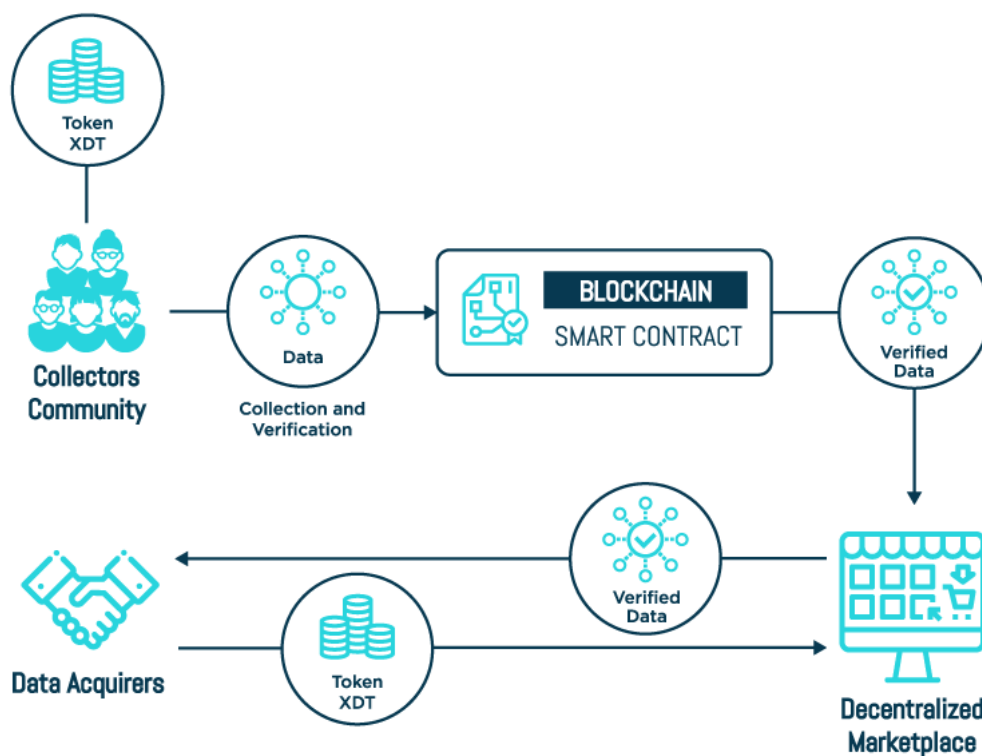 Token
XDT
Collectors
Community
Data
Collection and
Verification
BLOCKCHAIN
SMART CONTRACT
Verified
Data
Verified
Data
Data Acquirers
Token
XDT
Decentralized
Marketplace